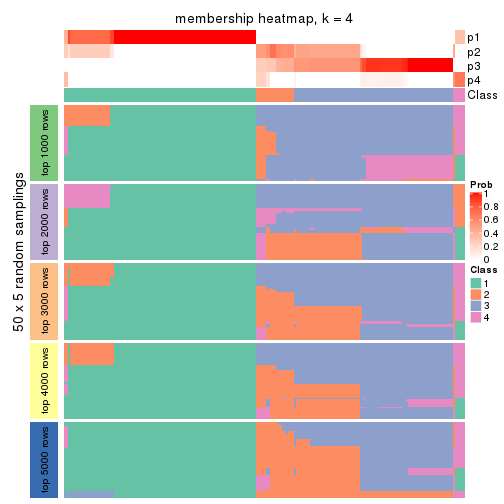 membership heatmap, k = 4
p1
p2
p3
p4
Class
50 x 5 random samplings
top 1000 rows
top 2000 rows
top 3000 rows
top 4000 rows
top 5000 rows
Prob
1
0.8
0.6
0.4
0.2
0
Class
1
2
3
4